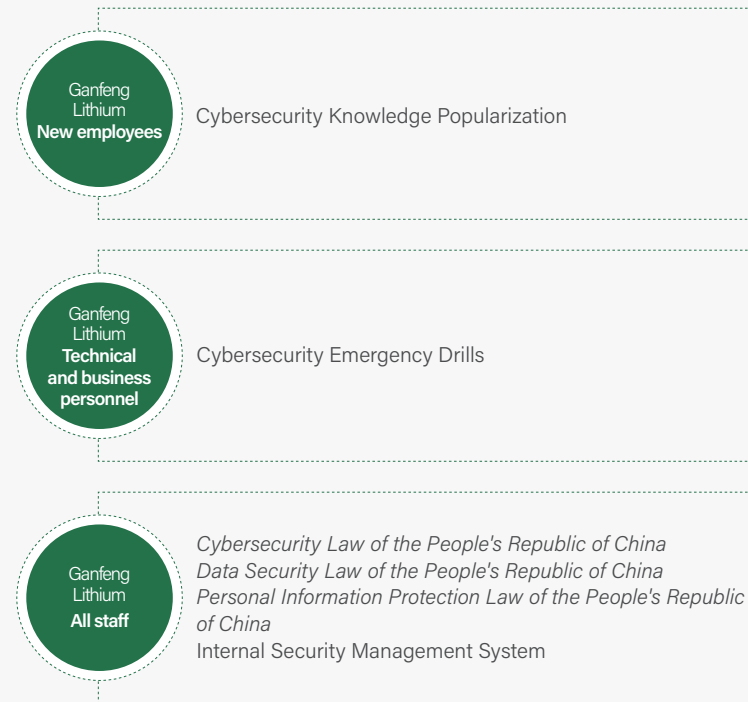 Ganfeng
Lithium
New employees
Cybersecurity Knowledge Popularization
Ganfeng
Lithium
Technical
and business
personnel
Cybersecurity Emergency Drills
Ganfeng
Lithium
All staff
Cybersecurity Law of the People's Republic of China
Data Security Law of the People's Republic of China
Personal Information Protection Law of the People's Republic
of China
Internal Security Management System